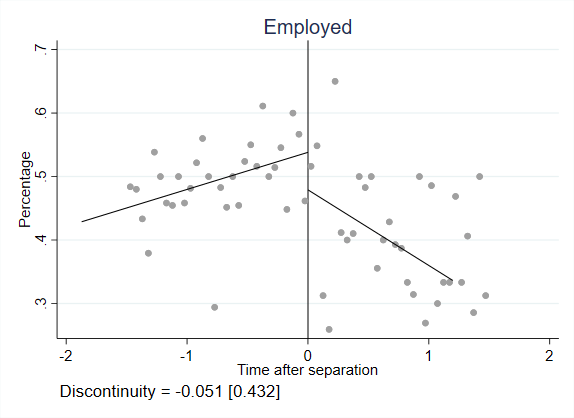 Employed
.7
.6
.5
.4
.3
Percentage
-2 -1 0 1 2
Time after separation
Discontinuity = -0.051 [0.432]